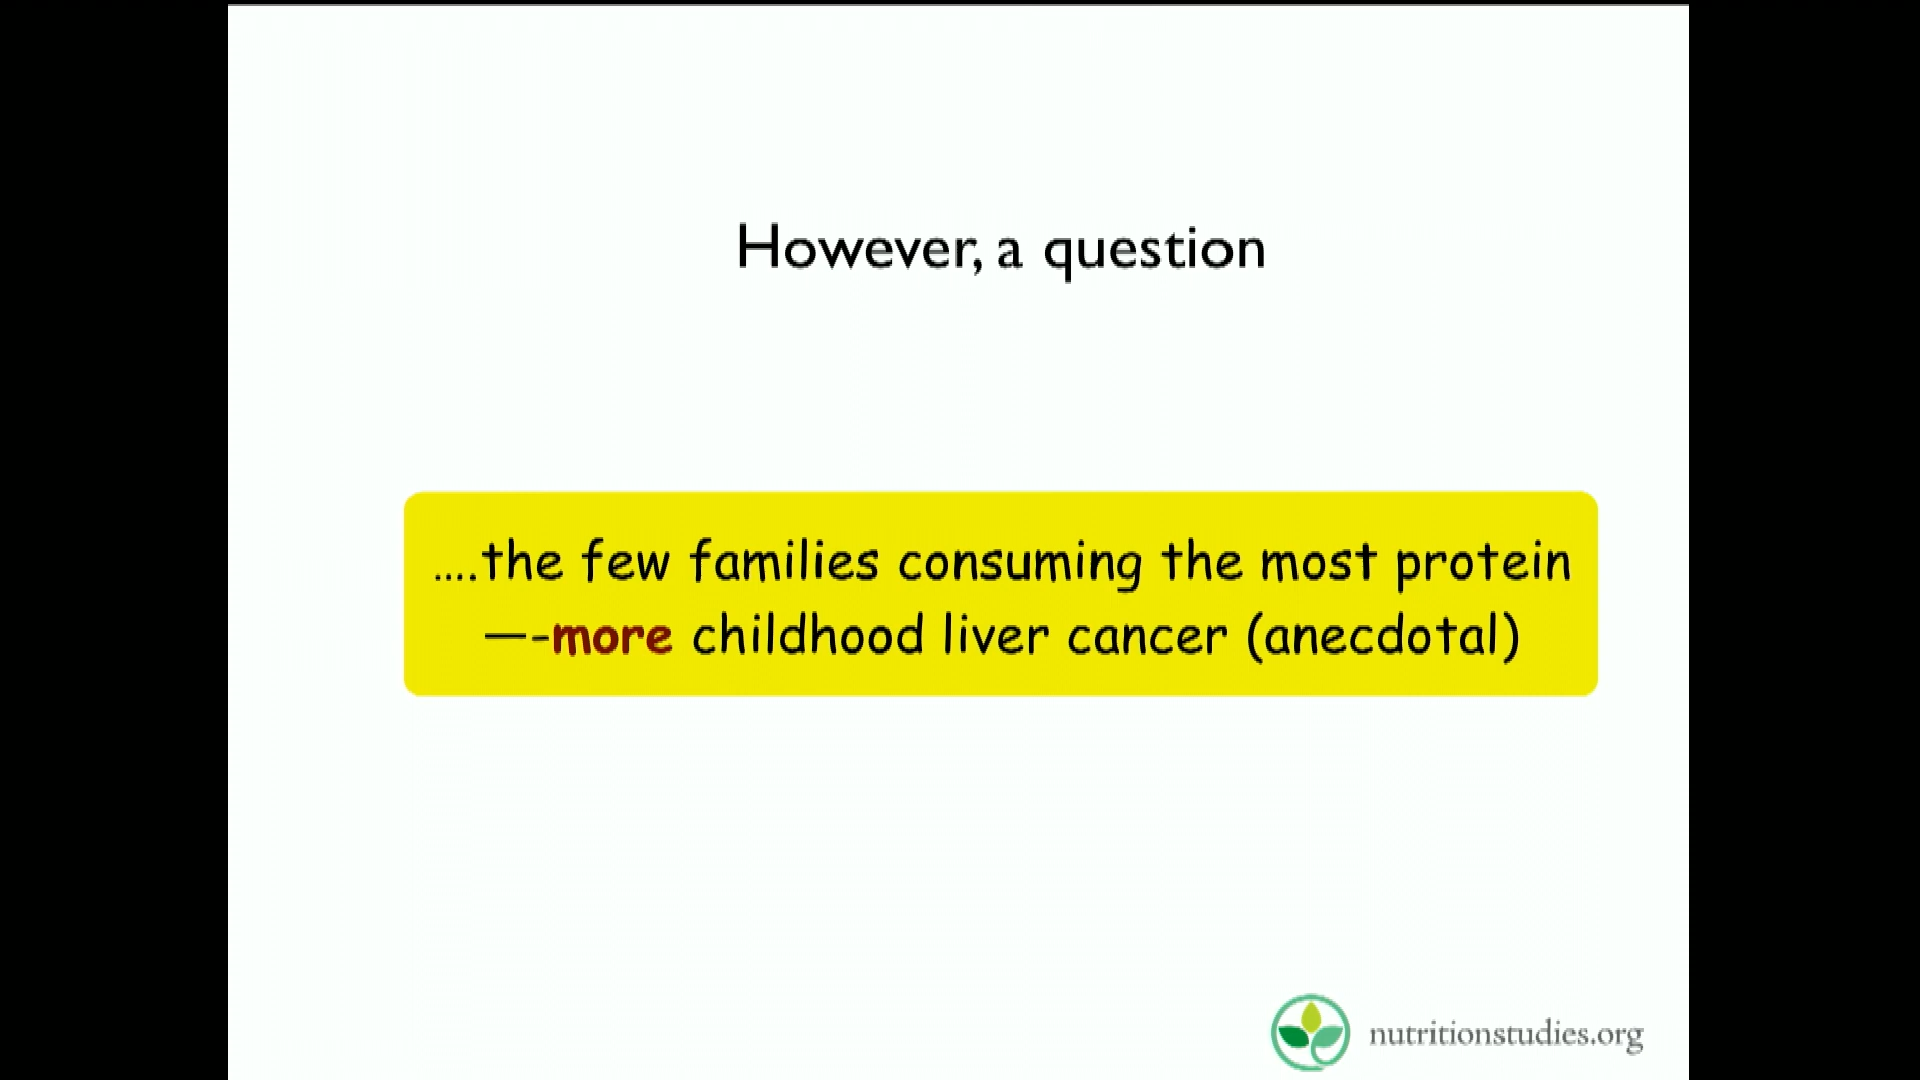 However, a question
....the few families consuming the most protein
—-more childhood liver cancer (anecdotal)
nutritionstudies.org